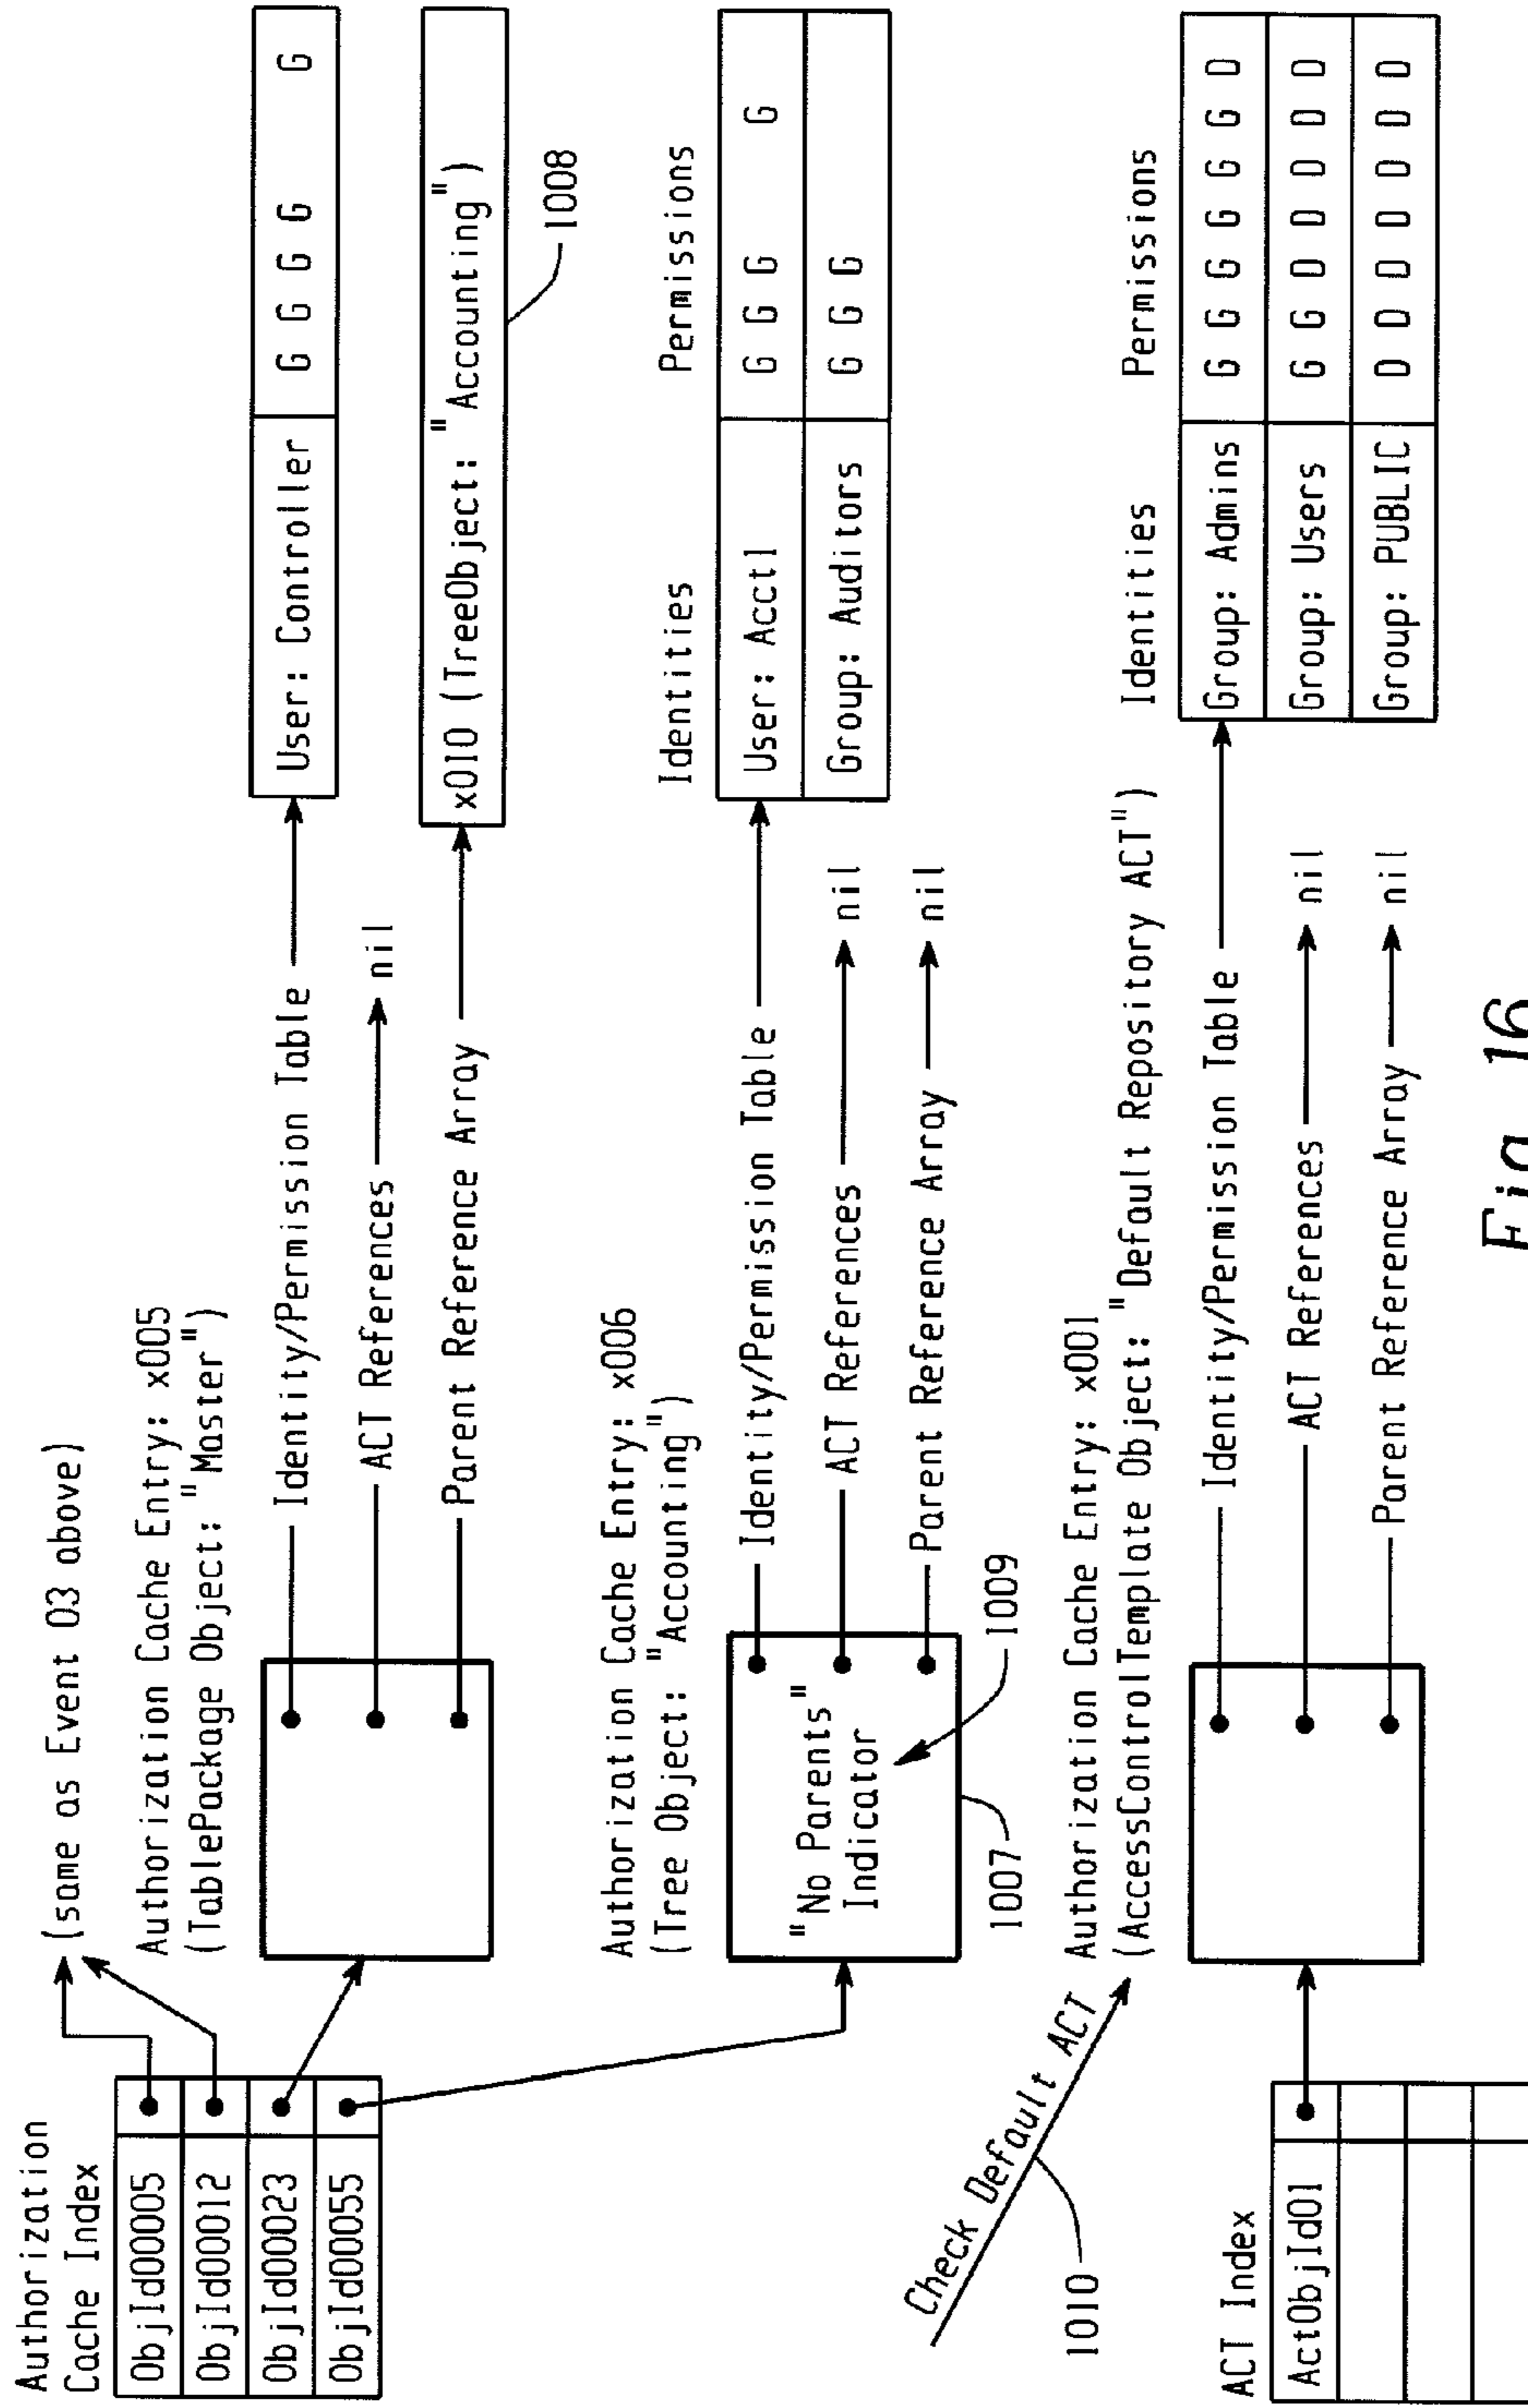 Authorization
Cache Index
ObjId00005
ObjId00012
ObjId00023
ObjId00055
(same as Event 03 above)
Authorization Cache Entry: x005
(TablePackage Object: "Master")
Identity/Permission Table
ACT References
nil
Parent Reference Array
User: Controller
G G G G G
x010 (TreeObject: "Accounting")
1008
Authorization Cache Entry: x006
(Tree Object: "Accounting")
"No Parents"
Indicator
1007
1009
Identity/Permission Table
ACT References
nil
Parent Reference Array
nil
Identities Permissions
User: Acct1 G G G G
Group: Auditors G G G
Check Default ACT
1010
Authorization Cache Entry: x001
(AccessControlTemplate Object: "Default Repository ACT")
ACT Index
ActObjId01
Identity/Permission Table
ACT References
nil
Parent Reference Array
nil
Identities Permissions
Group: Admins G G G G G D
Group: Users G G D D D D
Group: PUBLIC D D D D D D
Fig. 16